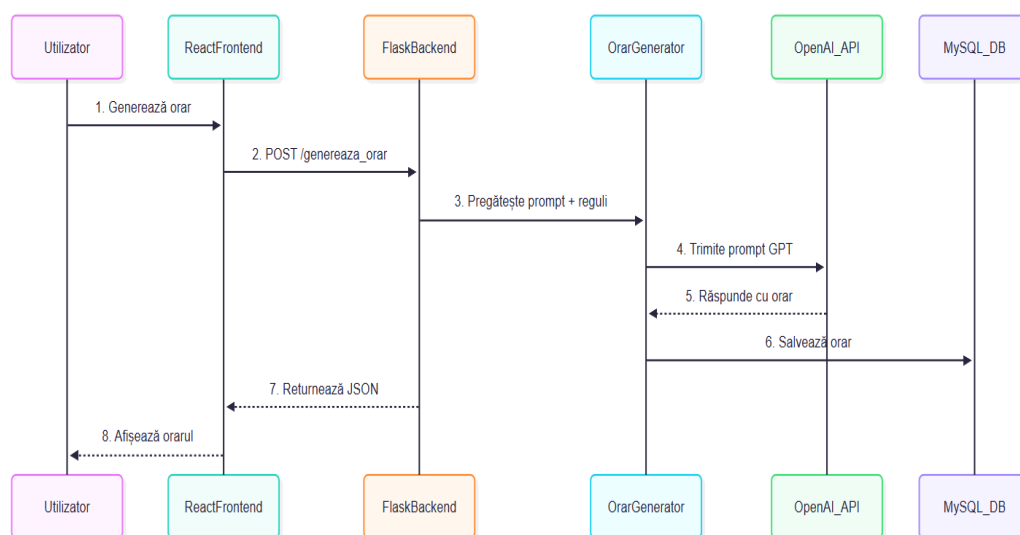 Utilizator
ReactFrontend
FlaskBackend
OrarGenerator
OpenAI_API
MySQL_DB
1. Generează orar
2. POST /genereaza_orar
3. Pregătește prompt + reguli
4. Trimite prompt GPT
5. Răspunde cu orar
6. Salvează orar
7. Returnează JSON
8. Afișează orarul
Utilizator
ReactFrontend
FlaskBackend
OrarGenerator
OpenAI_API
MySQL_DB